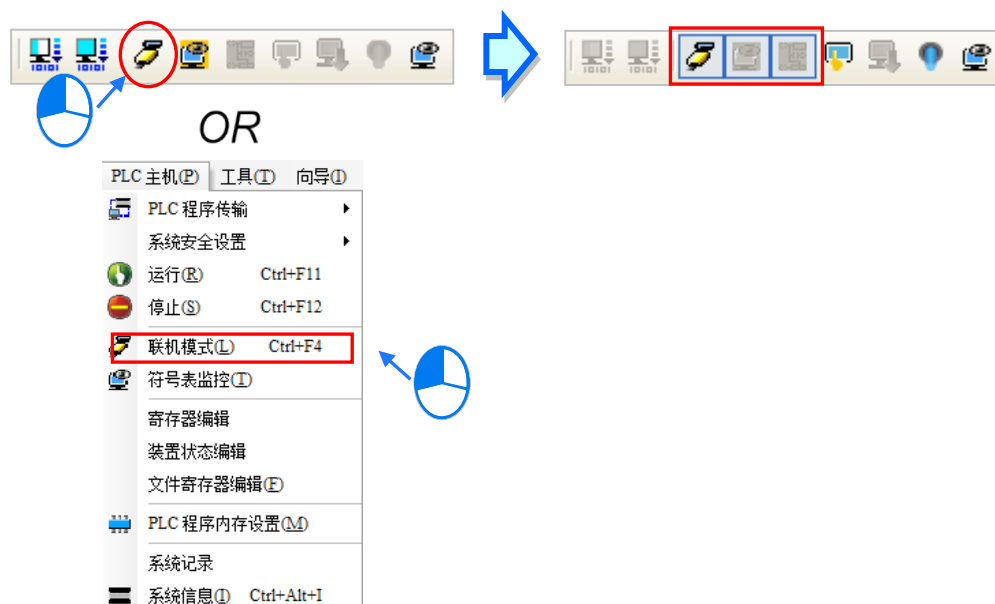 OR
PLC 主机(P) 工具(T) 向导(I)
PLC 程序传输
系统安全设置
运行(R) Ctrl+F11
停止(S) Ctrl+F12
联机模式(L) Ctrl+F4
符号表监控(T)
寄存器编辑
装置状态编辑
文件寄存器编辑(F)
PLC 程序内存设置(M)
系统记录
系统信息(I) Ctrl+Alt+I